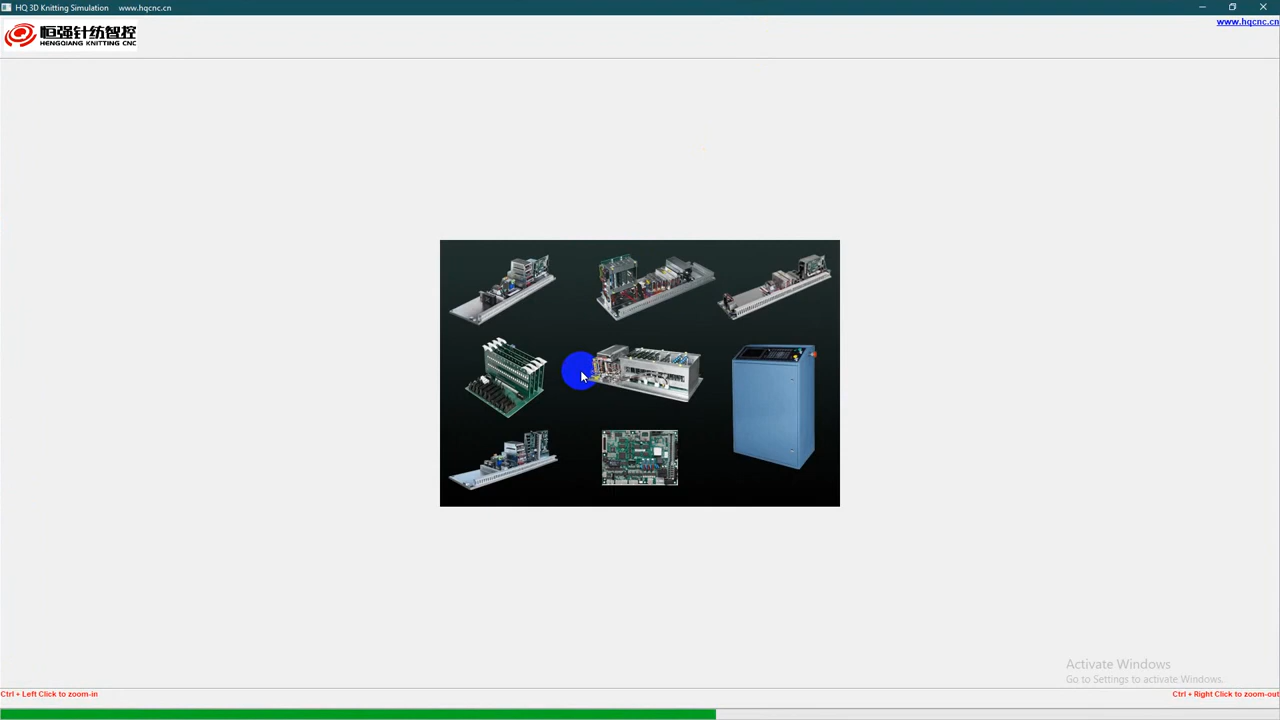 HQ 3D Knitting Simulation www.hqcnc.cn
www.hqcnc.cn
恒强针纺智控
HENGQIANG KNITTING CNC
Activate Windows
Go to Settings to activate Windows.
Ctrl + Left Click to zoom-in
Ctrl + Right Click to zoom-out